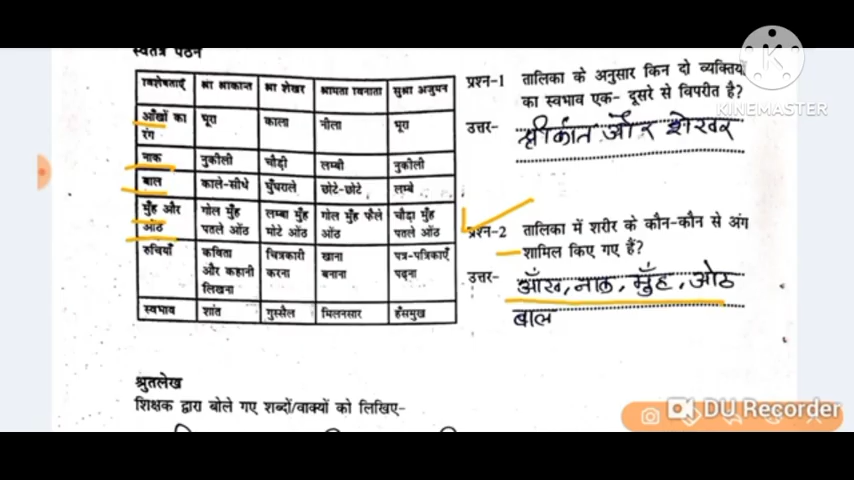 स्वतंत्र पठन
विशेषताएँ श्री श्रीकान्त श्री शेखर श्रीमती विनीता सुश्री अंजुमन
आँखों का रंग भूरा काला नीला भूरा
नाक नुकीली चौड़ी लम्बी नुकीली
बाल काले-सीधे घुँघराले छोटे-छोटे लम्बे
मुँह और ओंठ गोल मुँह पतले ओंठ लम्बा मुँह मोटे ओंठ गोल मुँह फैले ओंठ चौड़ा मुँह पतले ओंठ
रुचियाँ कविता और कहानी लिखना चित्रकारी करना खाना बनाना पत्र-पत्रिकाएँ पढ़ना
स्वभाव शांत गुस्सैल मिलनसार हँसमुख
प्रश्न-1 तालिका के अनुसार किन दो व्यक्तियों
का स्वभाव एक- दूसरे से विपरीत है?
उत्तर- श्रीकांत और शेखर
प्रश्न-2 तालिका में शरीर के कौन-कौन से अंग
शामिल किए गए हैं?
उत्तर- आँख, नाक, मुँह, ओठ
बाल
श्रुतलेख
शिक्षक द्वारा बोले गए शब्दों/वाक्यों को लिखिए-
KINEMASTER
DU Recorder